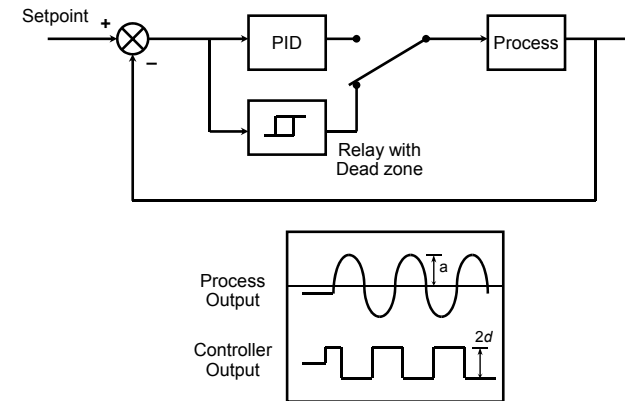 Setpoint
+
−
PID
Process
Relay with
Dead zone
Process
Output
a
Controller
Output
2d